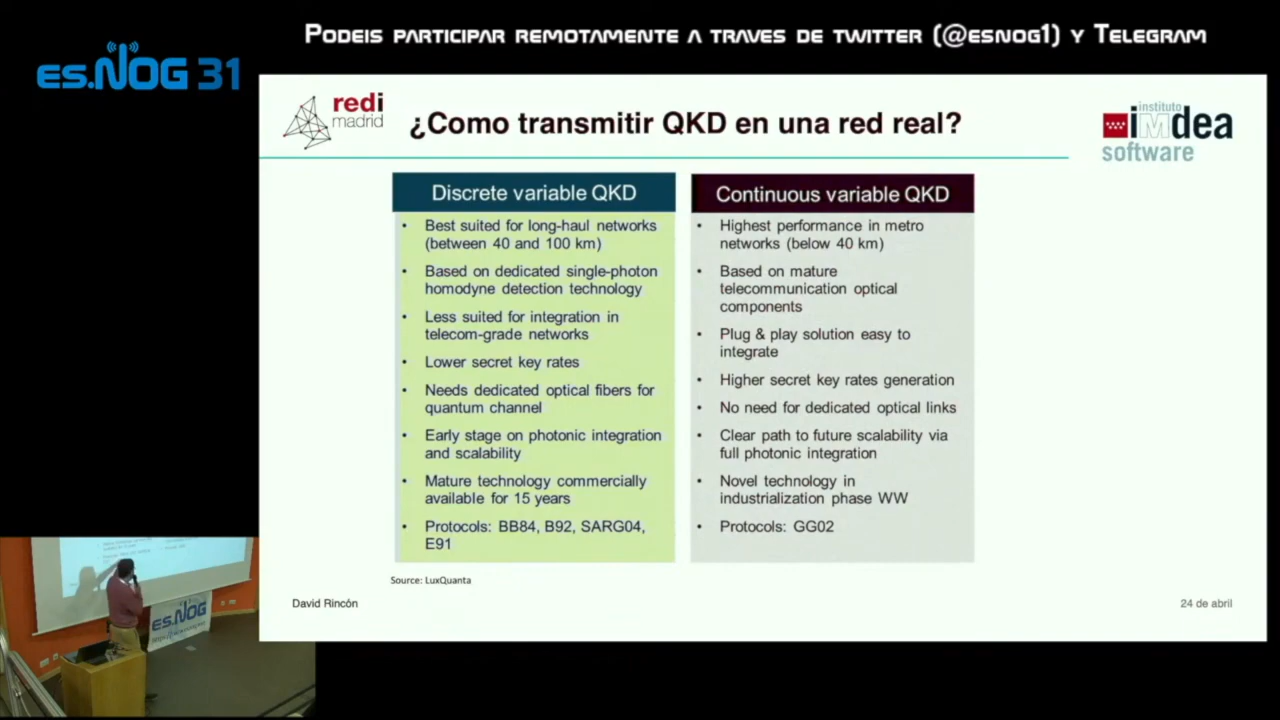 PODEIS PARTICIPAR REMOTAMENTE A TRAVES DE TWITTER (@ESNOG1) Y TELEGRAM
es.NOG 31
redi
madrid
¿Como transmitir QKD en una red real?
instituto
iMdea
software
Discrete variable QKD
• Best suited for long-haul networks
(between 40 and 100 km)
• Based on dedicated single-photon
homodyne detection technology
• Less suited for integration in
telecom-grade networks
• Lower secret key rates
• Needs dedicated optical fibers for
quantum channel
• Early stage on photonic integration
and scalability
• Mature technology commercially
available for 15 years
• Protocols: BB84, B92, SARG04,
E91
Continuous variable QKD
• Highest performance in metro
networks (below 40 km)
• Based on mature
telecommunication optical
components
• Plug & play solution easy to
integrate
• Higher secret key rates generation
• No need for dedicated optical links
• Clear path to future scalability via
full photonic integration
• Novel technology in
industrialization phase WW
• Protocols: GG02
Source: LuxQuanta
David Rincón
24 de abril
es.NOG